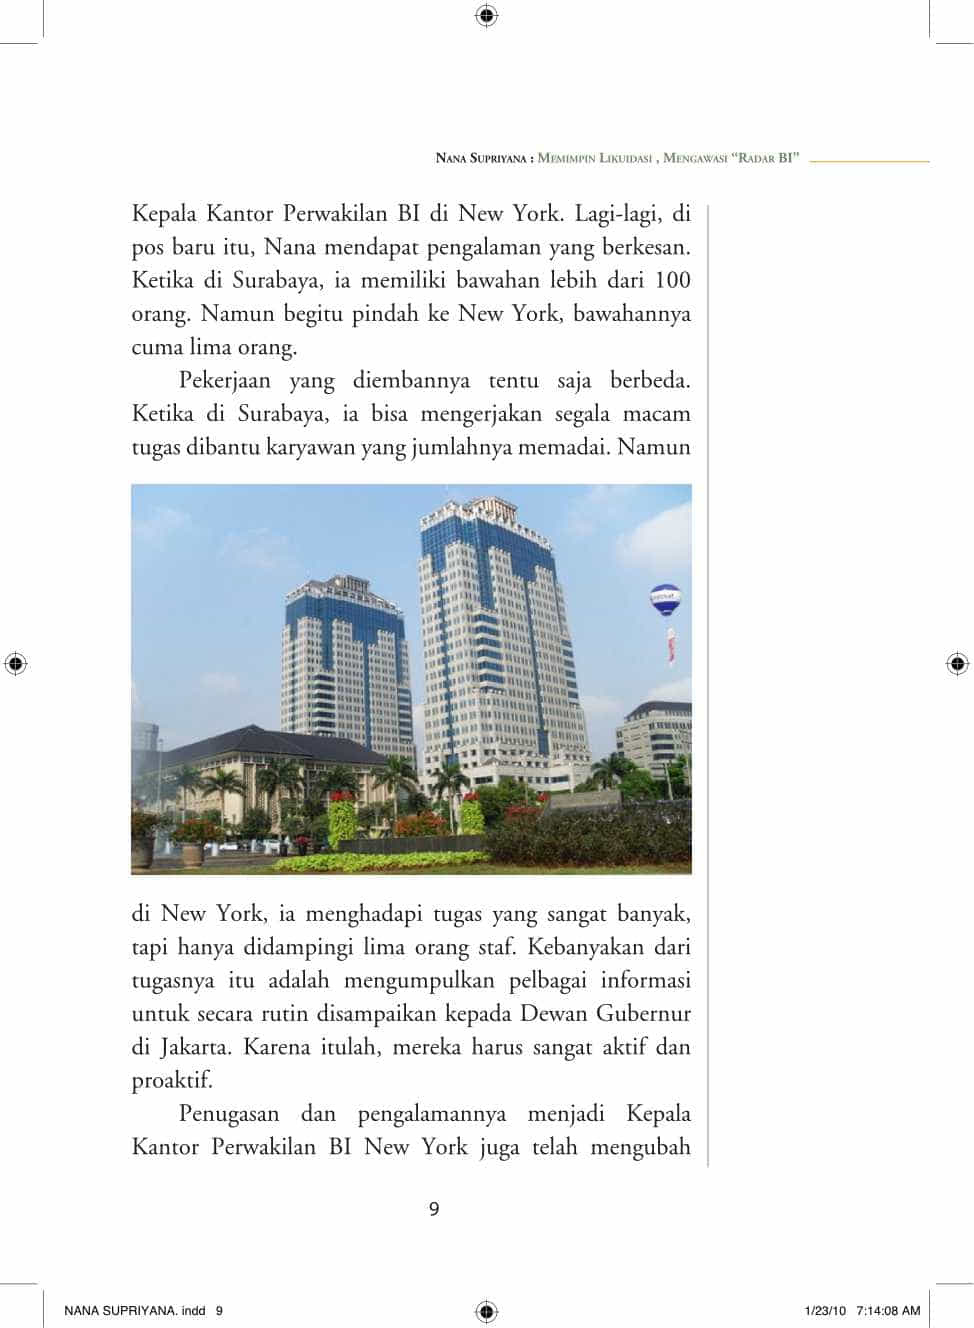 Nana Supriyana : Memimpin Likuidasi , Mengawasi “Radar BI”
Kepala Kantor Perwakilan BI di New York. Lagi-lagi, di
pos baru itu, Nana mendapat pengalaman yang berkesan.
Ketika di Surabaya, ia memiliki bawahan lebih dari 100
orang. Namun begitu pindah ke New York, bawahannya
cuma lima orang.
Pekerjaan yang diembannya tentu saja berbeda.
Ketika di Surabaya, ia bisa mengerjakan segala macam
tugas dibantu karyawan yang jumlahnya memadai. Namun
di New York, ia menghadapi tugas yang sangat banyak,
tapi hanya didampingi lima orang staf. Kebanyakan dari
tugasnya itu adalah mengumpulkan pelbagai informasi
untuk secara rutin disampaikan kepada Dewan Gubernur
di Jakarta. Karena itulah, mereka harus sangat aktif dan
proaktif.
Penugasan dan pengalamannya menjadi Kepala
Kantor Perwakilan BI New York juga telah mengubah
9
NANA SUPRIYANA. indd   9
1/23/10   7:14:08 AM